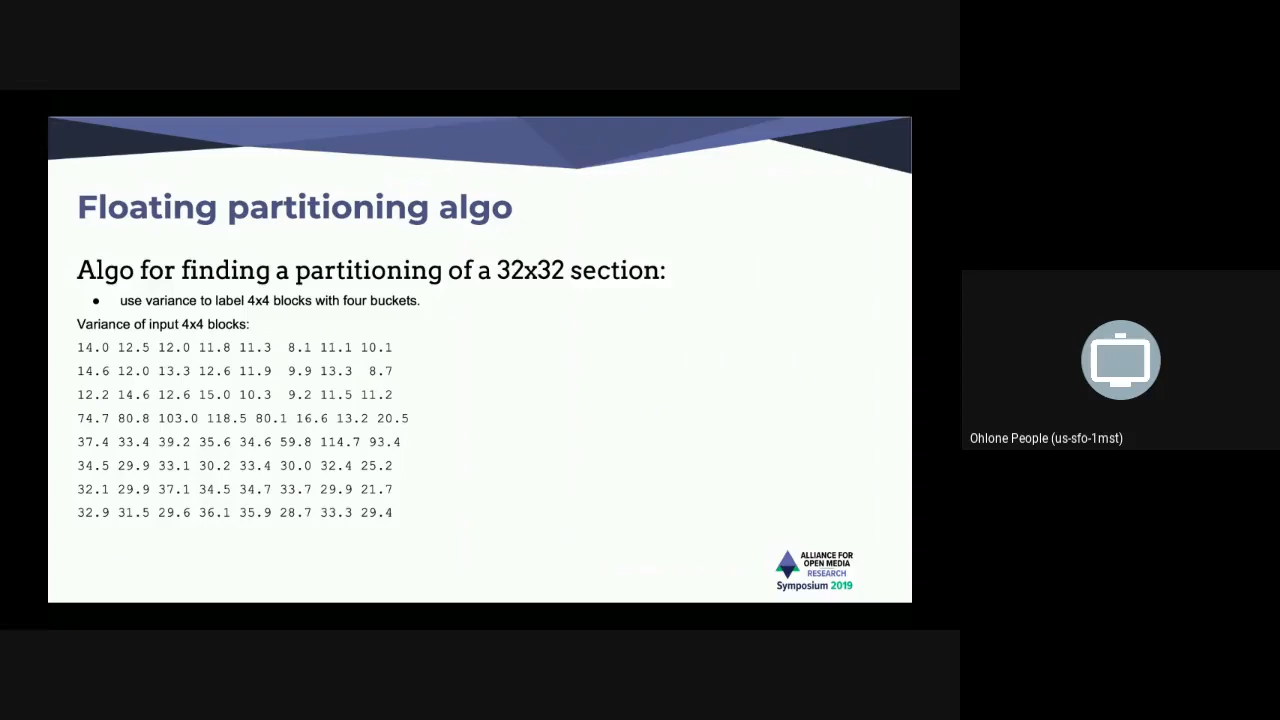 Floating partitioning algo
Algo for finding a partitioning of a 32x32 section:
● use variance to label 4x4 blocks with four buckets.
Variance of input 4x4 blocks:
14.0 12.5 12.0 11.8 11.3 8.1 11.1 10.1
14.6 12.0 13.3 12.6 11.9 9.9 13.3 8.7
12.2 14.6 12.6 15.0 10.3 9.2 11.5 11.2
74.7 80.8 103.0 118.5 80.1 16.6 13.2 20.5
37.4 33.4 39.2 35.6 34.6 59.8 114.7 93.4
34.5 29.9 33.1 30.2 33.4 30.0 32.4 25.2
32.1 29.9 37.1 34.5 34.7 33.7 29.9 21.7
32.9 31.5 29.6 36.1 35.9 28.7 33.3 29.4
ALLIANCE FOR
OPEN MEDIA
RESEARCH
Symposium 2019
Ohlone People (us-sfo-1mst)